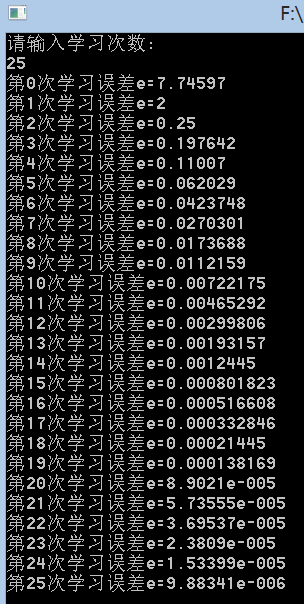 F:\
请输入学习次数：
25
第0次学习误差e=7.74597
第1次学习误差e=2
第2次学习误差e=0.25
第3次学习误差e=0.197642
第4次学习误差e=0.11007
第5次学习误差e=0.062029
第6次学习误差e=0.0423748
第7次学习误差e=0.0270301
第8次学习误差e=0.0173688
第9次学习误差e=0.0112159
第10次学习误差e=0.00722175
第11次学习误差e=0.00465292
第12次学习误差e=0.00299806
第13次学习误差e=0.00193157
第14次学习误差e=0.0012445
第15次学习误差e=0.000801823
第16次学习误差e=0.000516608
第17次学习误差e=0.000332846
第18次学习误差e=0.00021445
第19次学习误差e=0.000138169
第20次学习误差e=8.9021e-005
第21次学习误差e=5.73555e-005
第22次学习误差e=3.69537e-005
第23次学习误差e=2.3809e-005
第24次学习误差e=1.53399e-005
第25次学习误差e=9.88341e-006